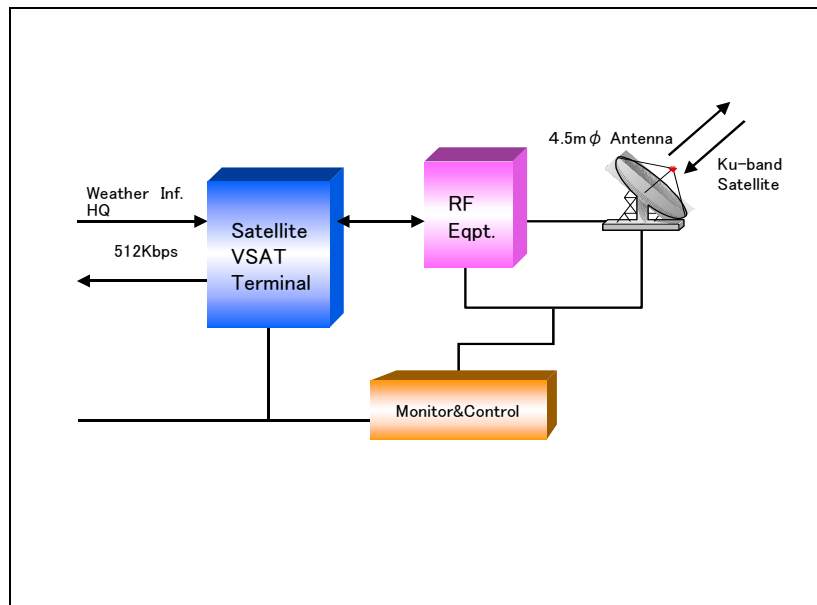 4.5mφ Antenna
Ku-band
Satellite
Weather Inf.
HQ
RF
Eqpt.
512Kbps
Satellite
VSAT
Terminal
Monitor&Control